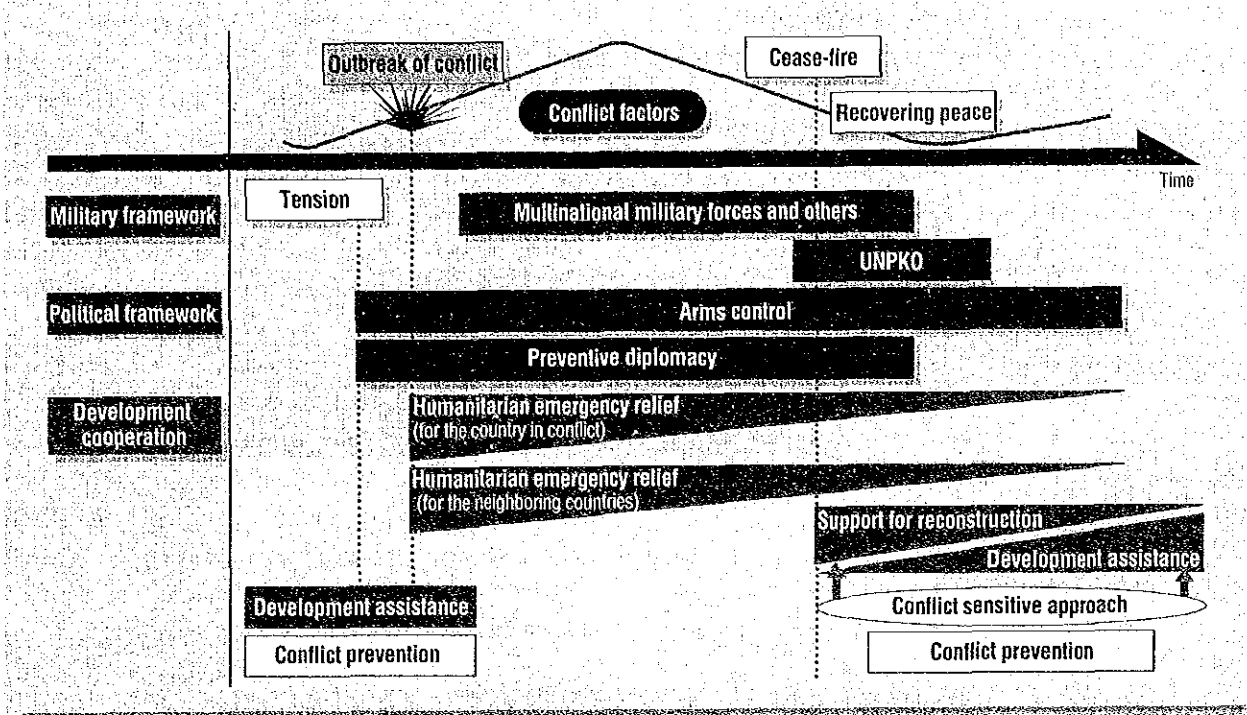 Outbreak of conflict
Cease-fire
Conflict factors
Recovering peace
Time
Tension
Military framework
Multinational military forces and others
UNPKO
Political framework
Arms control
Preventive diplomacy
Development
cooperation
Humanitarian emergency relief
(for the country in conflict)
Humanitarian emergency relief
(for the neighboring countries)
Support for reconstruction
Development assistance
Development assistance
Conflict sensitive approach
Conflict prevention
Conflict prevention